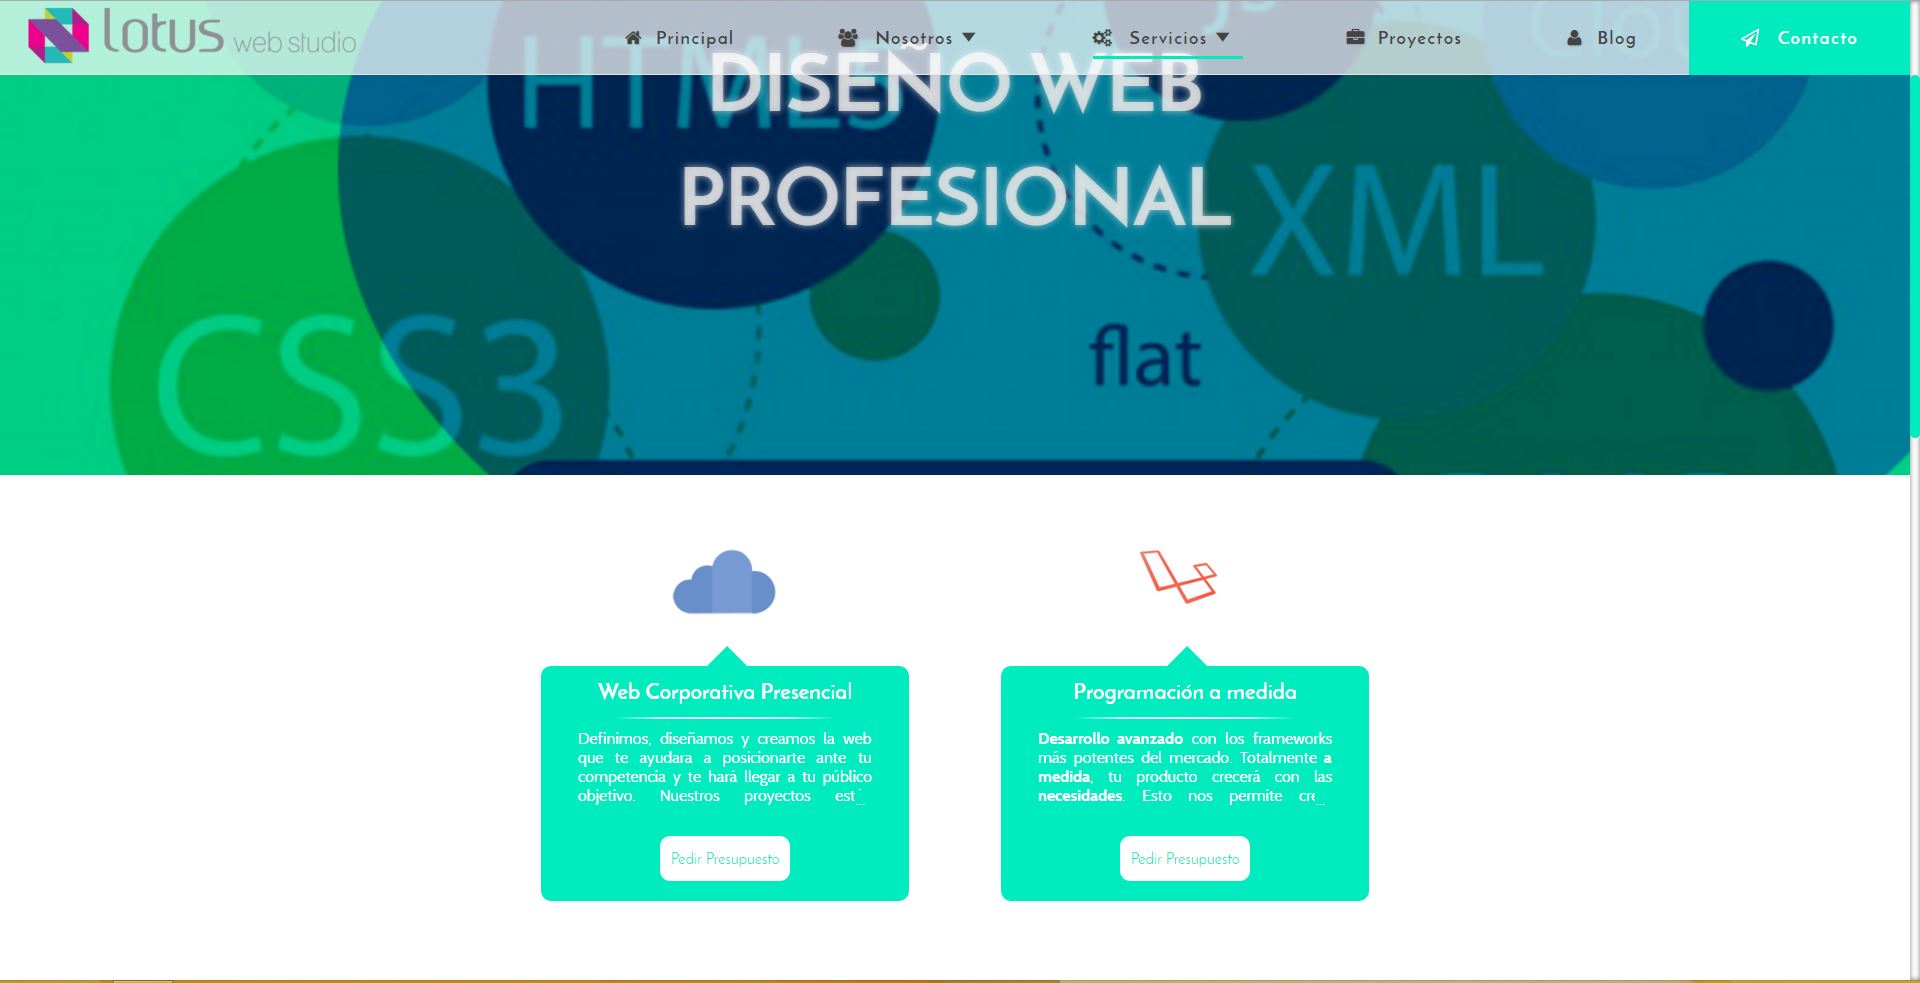 lotus web studio
Principal
Nosotros
Servicios
Proyectos
Blog
Contacto
DISEÑO WEB
PROFESIONAL
HTML5
JS
Cloud
XML
CSS3
flat
Web Corporativa Presencial
Definimos, diseñamos y creamos la web
que te ayudara a posicionarte ante tu
competencia y te hará llegar a tu público
objetivo. Nuestros proyectos est...
Pedir Presupuesto
Programación a medida
Desarrollo avanzado con los frameworks
más potentes del mercado. Totalmente a
medida, tu producto crecerá con las
necesidades. Esto nos permite cre...
Pedir Presupuesto